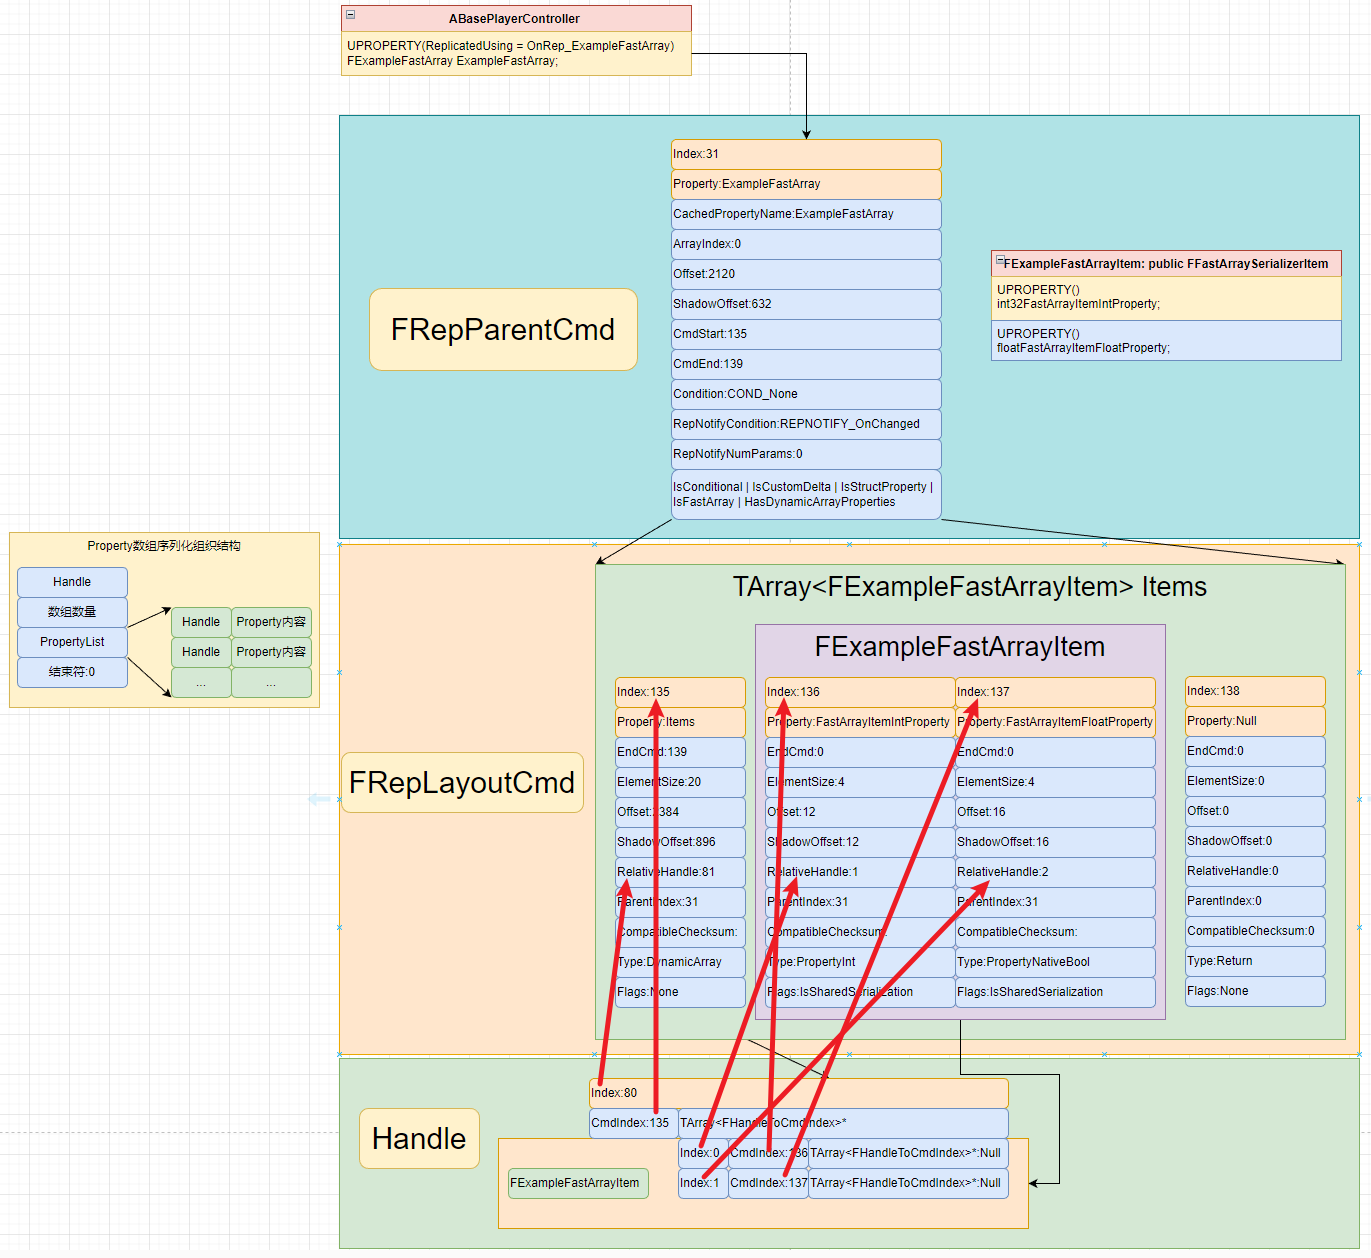 ABasePlayerController
UPROPERTY(ReplicatedUsing = OnRep_ExampleFastArray)
FExampleFastArray ExampleFastArray;
Index:31
Property:ExampleFastArray
CachedPropertyName:ExampleFastArray
ArrayIndex:0
Offset:2120
ShadowOffset:632
CmdStart:135
CmdEnd:139
Condition:COND_None
RepNotifyCondition:REPNOTIFY_OnChanged
RepNotifyNumParams:0
IsConditional | IsCustomDelta | IsStructProperty |
IsFastArray | HasDynamicArrayProperties
FRepParentCmd
FExampleFastArrayItem: public FFastArraySerializerItem
UPROPERTY()
int32FastArrayItemIntProperty;
UPROPERTY()
floatFastArrayItemFloatProperty;
Property数组序列化组织结构
Handle
数组数量
PropertyList
结束符:0
Handle Property内容
Handle Property内容
... ...
FRepLayoutCmd
TArray<FExampleFastArrayItem> Items
FExampleFastArrayItem
Index:135
Property:Items
EndCmd:139
ElementSize:20
Offset: 384
ShadowOffset:896
RelativeHandle:81
ParentIndex:31
CompatibleChecksum:
Type:DynamicArray
Flags:None
Index:136
Property:FastArrayItemIntProperty
EndCmd:0
ElementSize:4
Offset:12
ShadowOffset:12
RelativeHandle:1
ParentIndex:31
CompatibleChecksum:
Type:PropertyInt
Flags:IsSharedSerialization
Index:137
Property:FastArrayItemFloatProperty
EndCmd:0
ElementSize:4
Offset:16
ShadowOffset:16
RelativeHandle:2
ParentIndex:31
CompatibleChecksum:
Type:PropertyNativeBool
Flags:IsSharedSerialization
Index:138
Property:Null
EndCmd:0
ElementSize:0
Offset:0
ShadowOffset:0
RelativeHandle:0
ParentIndex:0
CompatibleChecksum:0
Type:Return
Flags:None
Handle
Index:80
CmdIndex:135 TArray<FHandleToCmdIndex>*
Index:0 CmdIndex:136 TArray<FHandleToCmdIndex>*:Null
FExampleFastArrayItem
Index:1 CmdIndex:137 TArray<FHandleToCmdIndex>*:Null